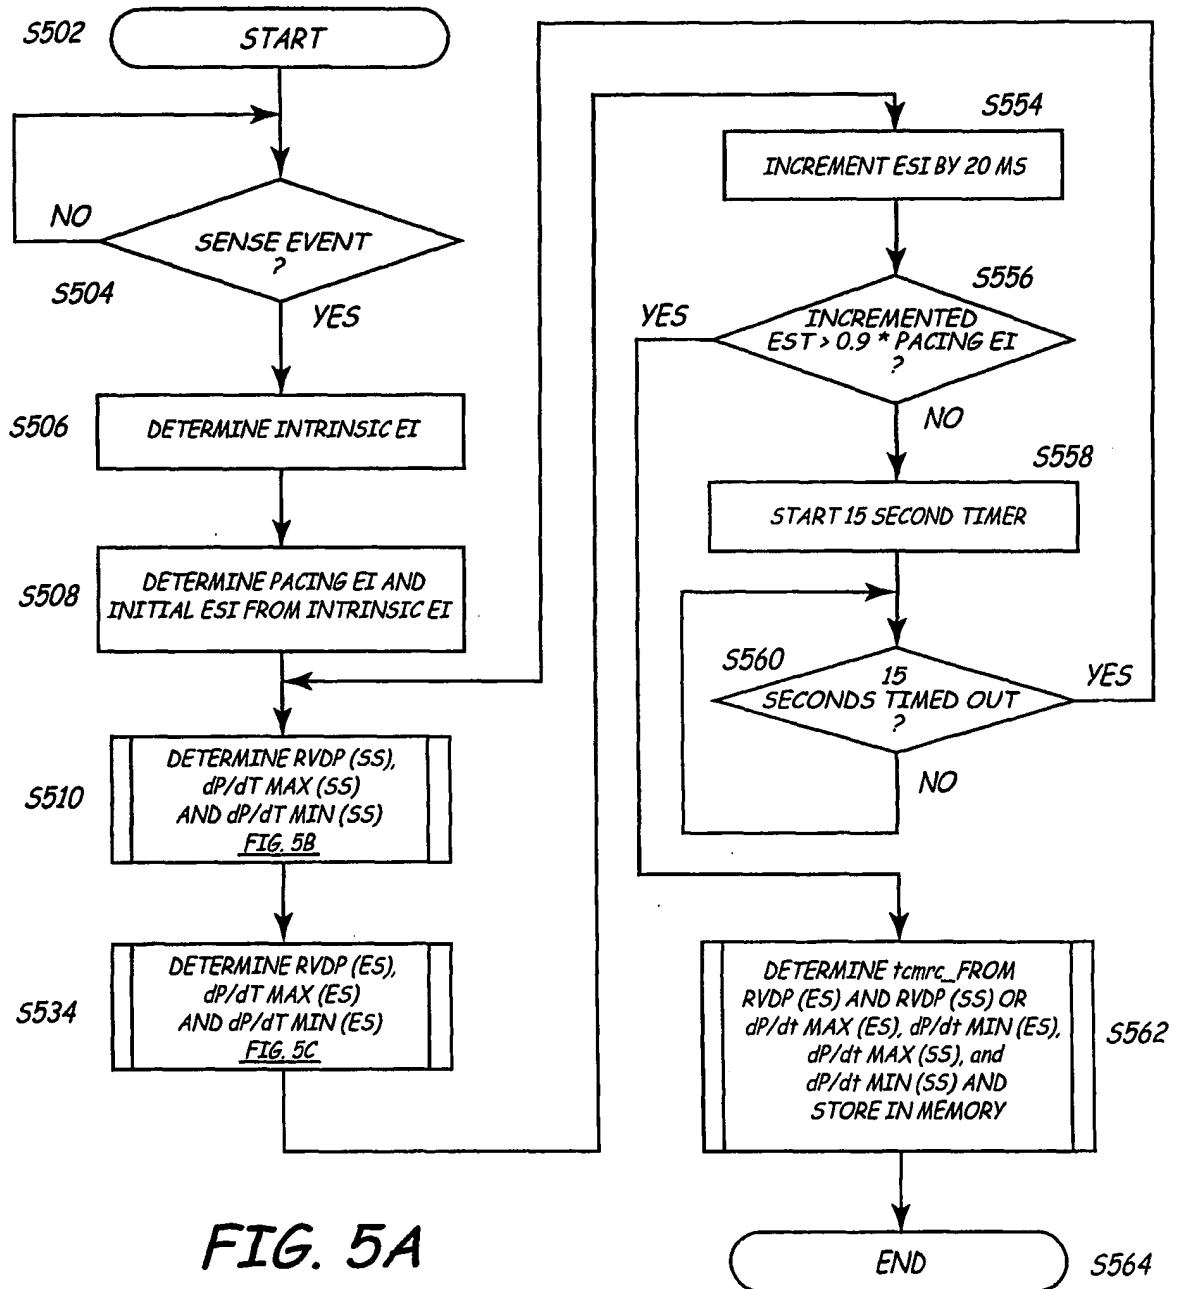 S502
START
NO
SENSE EVENT
?
S504
YES
S506
DETERMINE INTRINSIC EI
S508
DETERMINE PACING EI AND
INITIAL ESI FROM INTRINSIC EI
S510
DETERMINE RVDP (SS),
dP/dT MAX (SS)
AND dP/dT MIN (SS)
FIG. 5B
S534
DETERMINE RVDP (ES),
dP/dT MAX (ES)
AND dP/dT MIN (ES)
FIG. 5C
S554
INCREMENT ESI BY 20 MS
S556
YES
INCREMENTED
EST > 0.9 * PACING EI
?
NO
S558
START 15 SECOND TIMER
S560
15
SECONDS TIMED OUT
?
YES
NO
DETERMINE tcmrc_FROM
RVDP (ES) AND RVDP (SS) OR
dP/dt MAX (ES), dP/dt MIN (ES),
dP/dt MAX (SS), and
dP/dt MIN (SS) AND
STORE IN MEMORY
S562
END
S564
FIG. 5A